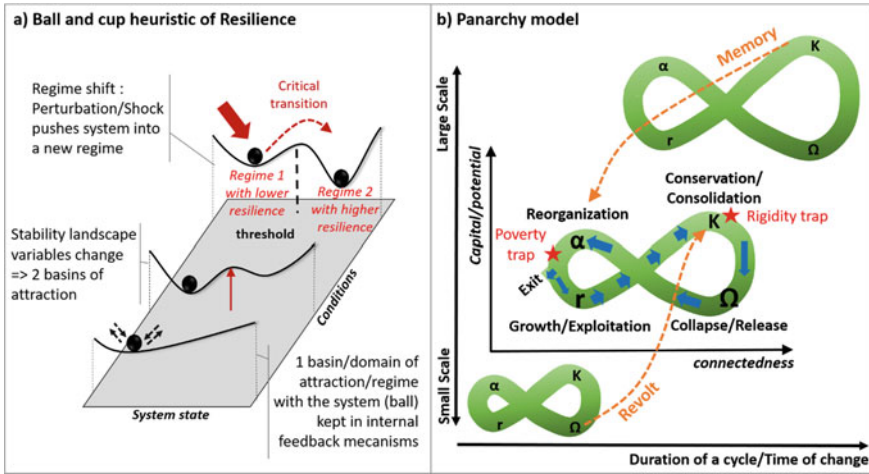 a) Ball and cup heuristic of Resilience
Regime shift :
Perturbation/Shock
pushes system into
a new regime
Critical
transition
Regime 1
with lower
resilience
Regime 2
with higher
resilience
threshold
Stability landscape
variables change
=> 2 basins of
attraction
Conditions
System state
1 basin/domain of
attraction/regime
with the system (ball)
kept in internal
feedback mecanisms
b) Panarchy model
Large Scale
Small Scale
Memory
α
K
r
Ω
Capital/potential
Conservation/
Consolidation
Reorganization
Rigidity trap
Poverty
trap
α
K
Exit
r
Ω
Growth/Exploitation
Collapse/Release
connectedness
Revolt
α
K
r
Ω
Duration of a cycle/Time of change